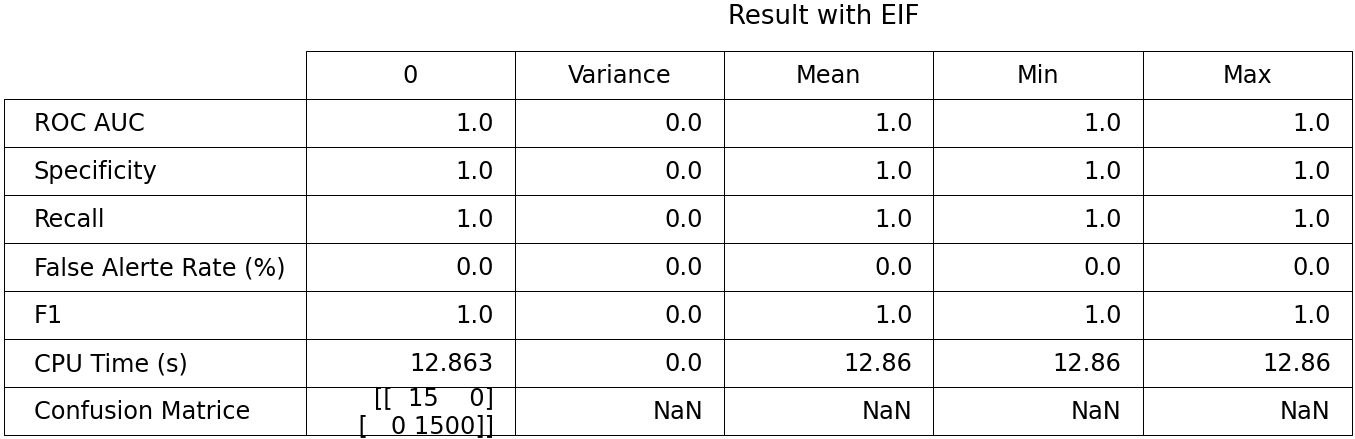 Result with EIF
0 Variance Mean Min Max
ROC AUC 1.0 0.0 1.0 1.0 1.0
Specificity 1.0 0.0 1.0 1.0 1.0
Recall 1.0 0.0 1.0 1.0 1.0
False Alerte Rate (%) 0.0 0.0 0.0 0.0 0.0
F1 1.0 0.0 1.0 1.0 1.0
CPU Time (s) 12.863 0.0 12.86 12.86 12.86
Confusion Matrice [[ 15 0]
[ 0 1500]] NaN NaN NaN NaN